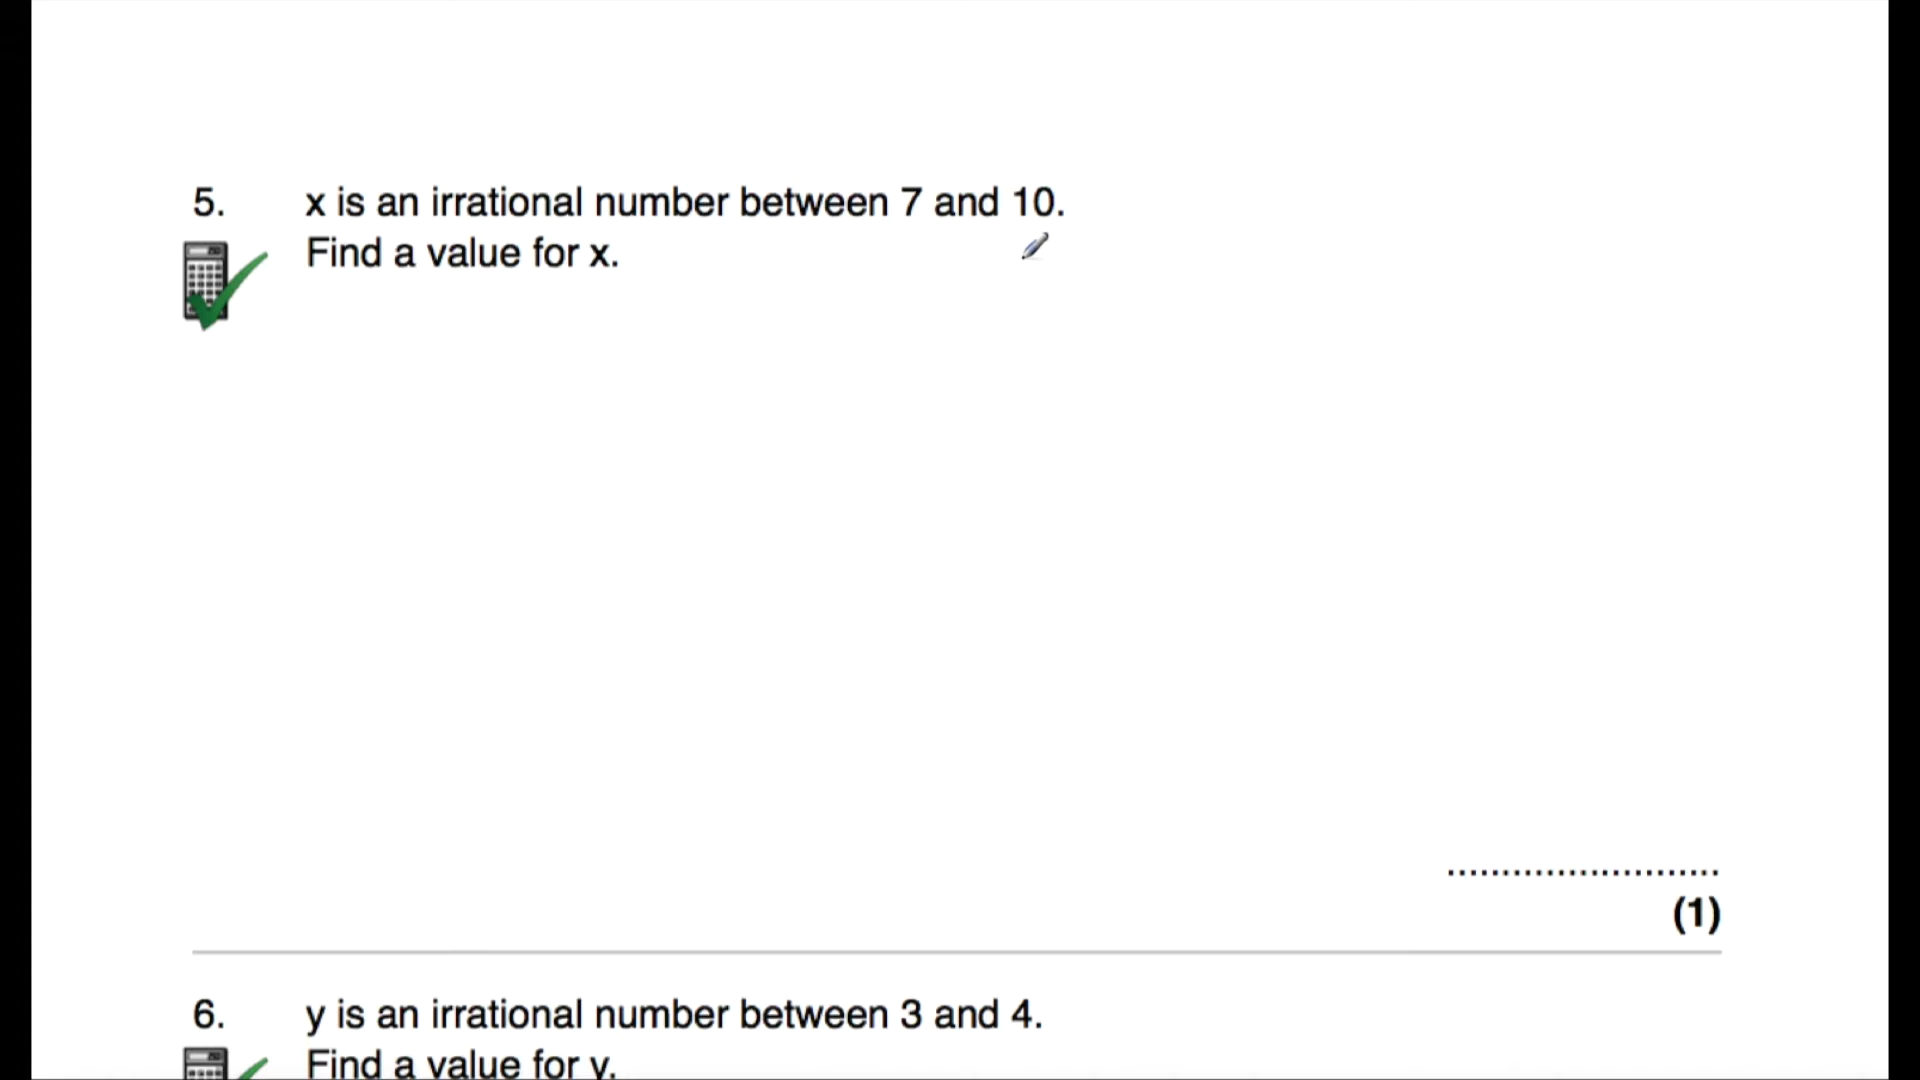 5. x is an irrational number between 7 and 10.
Find a value for x.
.........................
(1)
6. y is an irrational number between 3 and 4.
Find a value for y.